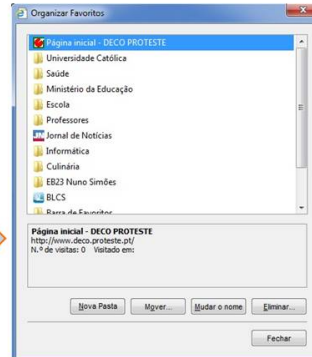 Organizar Favoritos
Página inicial - DECO PROTESTE
Universidade Católica
Saúde
Ministério da Educação
Escola
Professores
Jornal de Notícias
Informática
Culinária
EB23 Nuno Simões
BLCS
Barra de Favoritos
Página inicial - DECO PROTESTE
http://www.deco.proteste.pt/
N.º de visitas: 0 Visitado em:
Nova Pasta Mover... Mudar o nome Eliminar...
Fechar